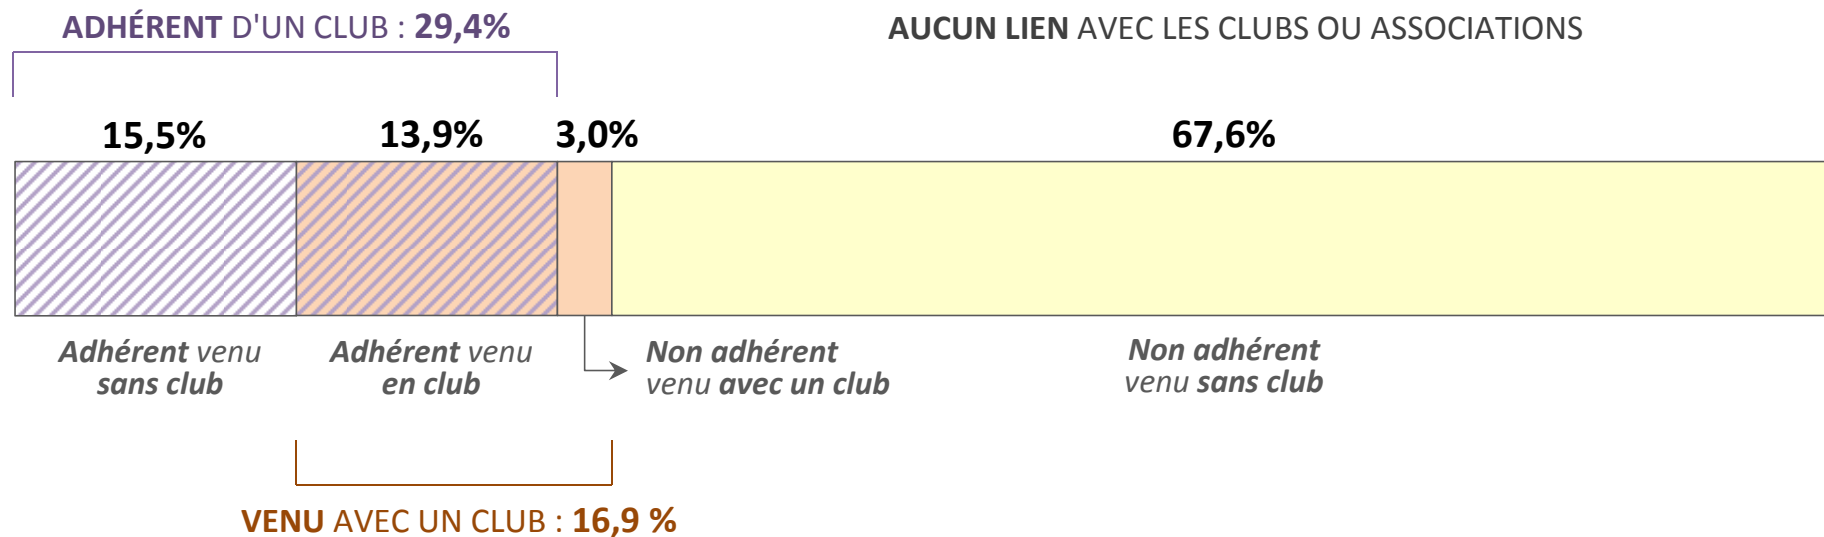 ADHÉRENT D'UN CLUB : 29,4%
AUCUN LIEN AVEC LES CLUBS OU ASSOCIATIONS
15,5%
13,9%
3,0%
67,6%
Adhérent venu
sans club
Adhérent venu
en club
Non adhérent
venu avec un club
Non adhérent
venu sans club
VENU AVEC UN CLUB : 16,9 %